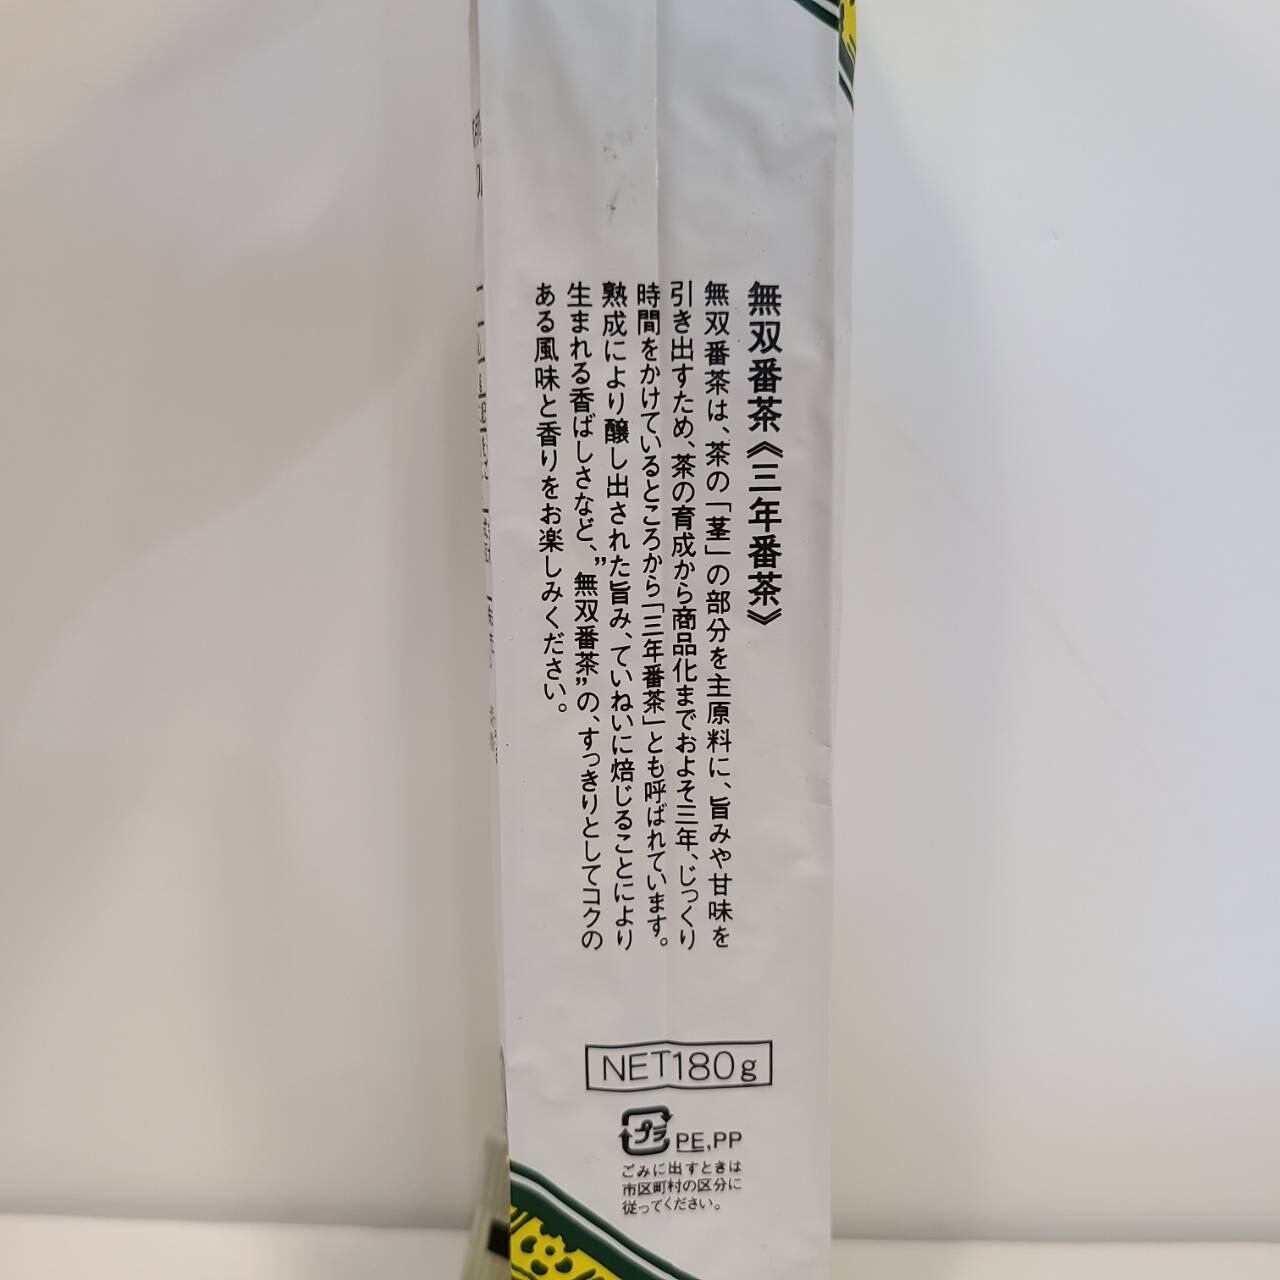 無双番茶《三年番茶》
無双番茶は、茶の「茎」の部分を主原料に、旨みや甘味を
引き出すため、茶の育成から商品化までおよそ三年、じっくり
時間をかけているところから「三年番茶」とも呼ばれています。
熟成により醸し出された旨み、ていねいに焙じることにより
生まれる香ばしさなど、”無双番茶”の、すっきりとしてコクの
ある風味と香りをお楽しみください。
NET180g
プラ PE,PP
ごみに出すときは
市区町村の区分に
従ってください。